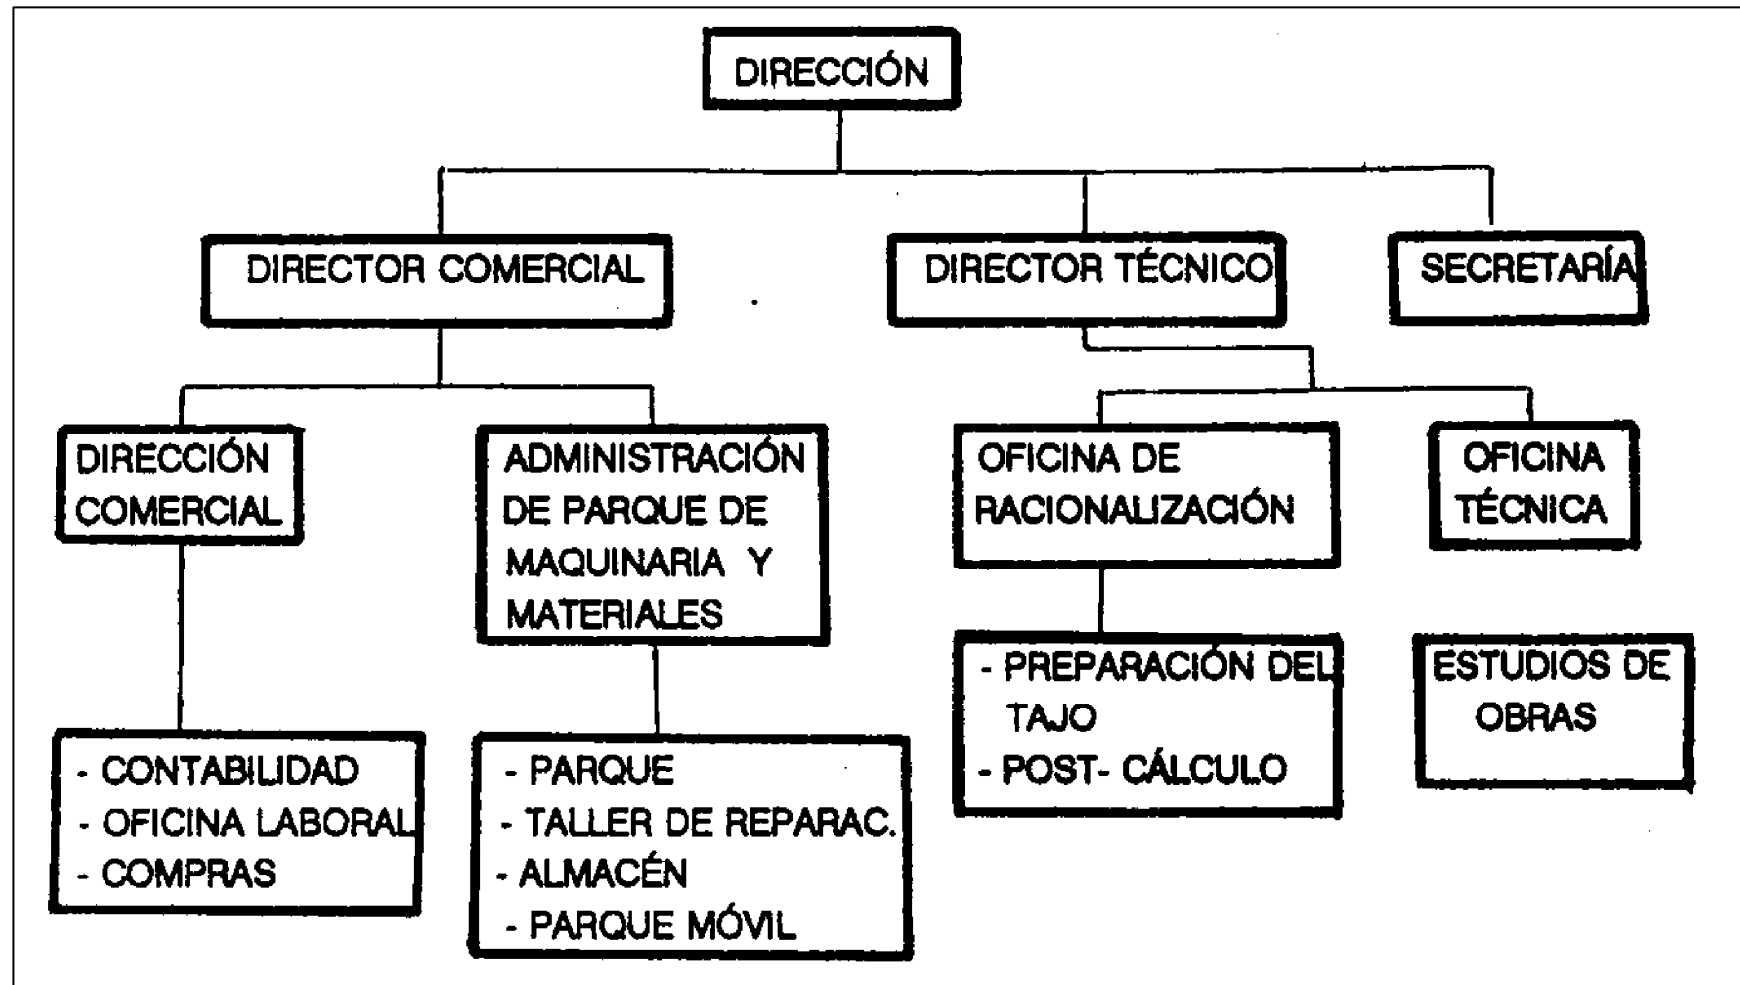 DIRECCIÓN
DIRECTOR COMERCIAL
DIRECTOR TÉCNICO
SECRETARÍA
DIRECCIÓN
COMERCIAL
ADMINISTRACIÓN
DE PARQUE DE
MAQUINARIA Y
MATERIALES
OFICINA DE
RACIONALIZACIÓN
OFICINA
TÉCNICA
- CONTABILIDAD
- OFICINA LABORAL
- COMPRAS
- PARQUE
- TALLER DE REPARAC.
- ALMACÉN
- PARQUE MÓVIL
- PREPARACIÓN DEL
TAJO
- POST- CÁLCULO
ESTUDIOS DE
OBRAS